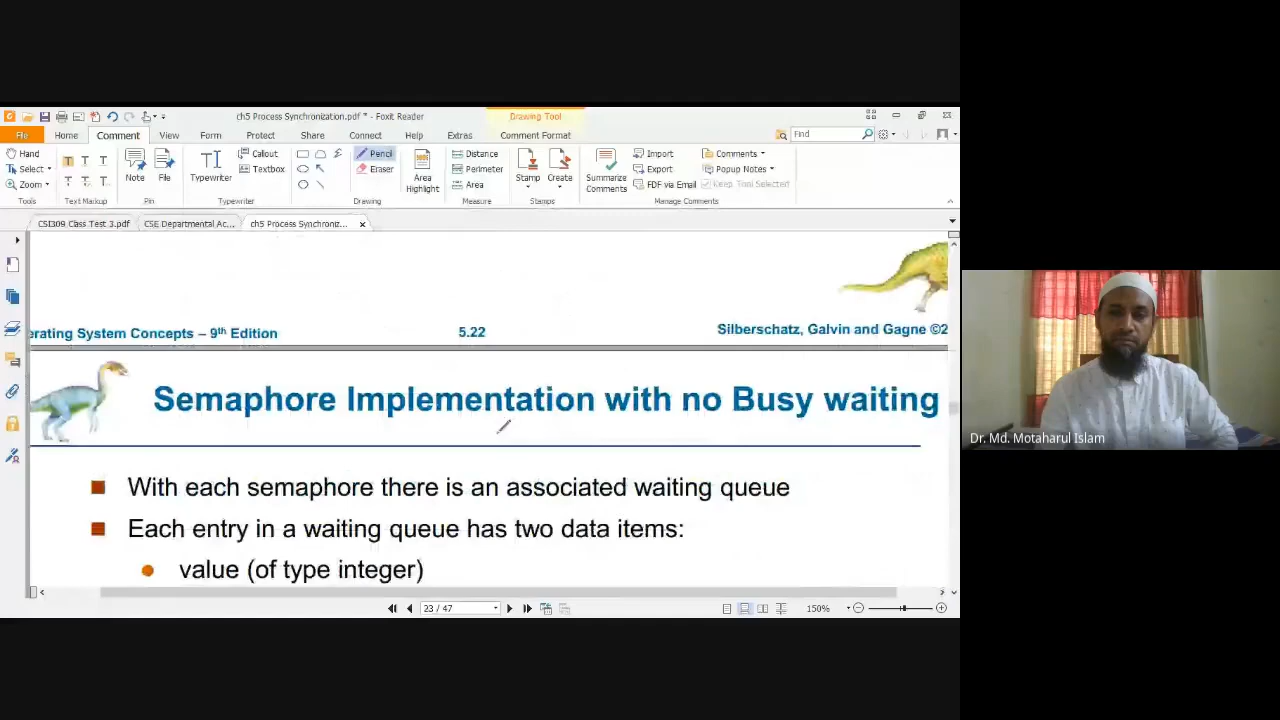 ch5 Process Synchronization.pdf * - Foxit Reader
Drawing Tool
File Home Comment View Form Protect Share Connect Help Extras Comment Format
Find
Hand
Select
Zoom
Tools
Text Markup
Note
File
Pin
Typewriter
Callout
Textbox
Typewriter
Pencil
Eraser
Drawing
Area
Highlight
Distance
Perimeter
Area
Measure
Stamp
Create
Stamps
Summarize
Comments
Import
Export
FDF via Email
Comments
Popup Notes
Keep Tool Selected
Manage Comments
CSI309_Class Test 3.pdf
CSE Departmental Ac...
ch5 Process Synchroniz...
erating System Concepts – 9th Edition
5.22
Silberschatz, Galvin and Gagne ©2
Semaphore Implementation with no Busy waiting
With each semaphore there is an associated waiting queue
Each entry in a waiting queue has two data items:
value (of type integer)
23 / 47
150%
Dr. Md. Motaharul Islam